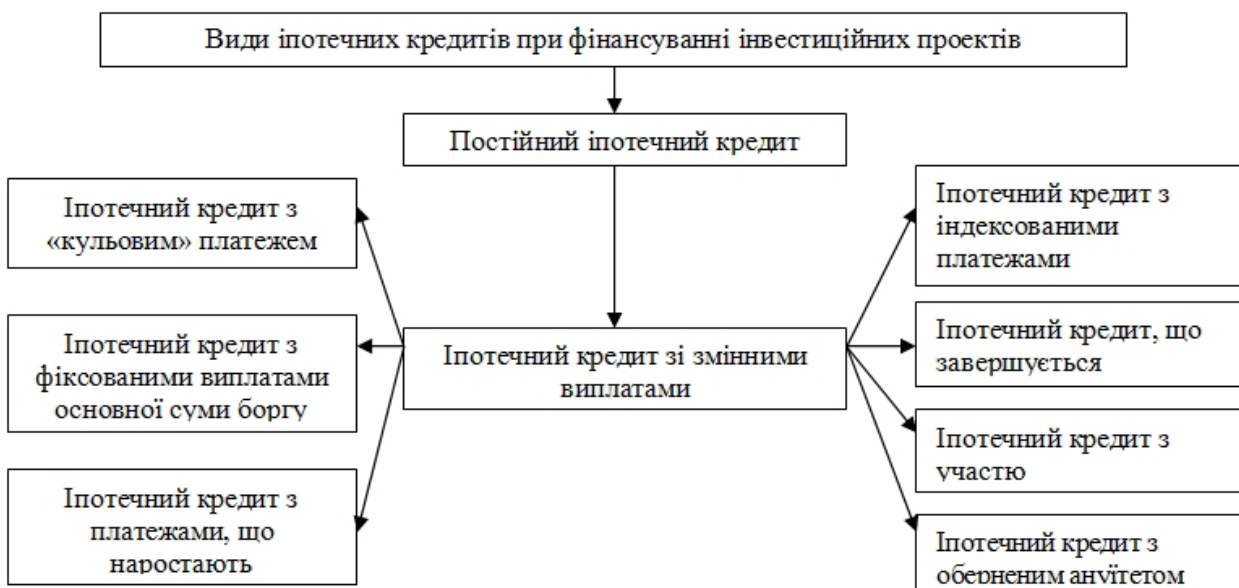 Види іпотечних кредитів при фінансуванні інвестиційних проектів
Постійний іпотечний кредит
Іпотечний кредит з
«кульовим» платежем
Іпотечний кредит з
фіксованими виплатами
основної суми боргу
Іпотечний кредит з
платежами, що
наростають
Іпотечний кредит зі змінними
виплатами
Іпотечний кредит з
індексованими
платежами
Іпотечний кредит, що
завершується
Іпотечний кредит з
участю
Іпотечний кредит з
оберненим ануїтетом